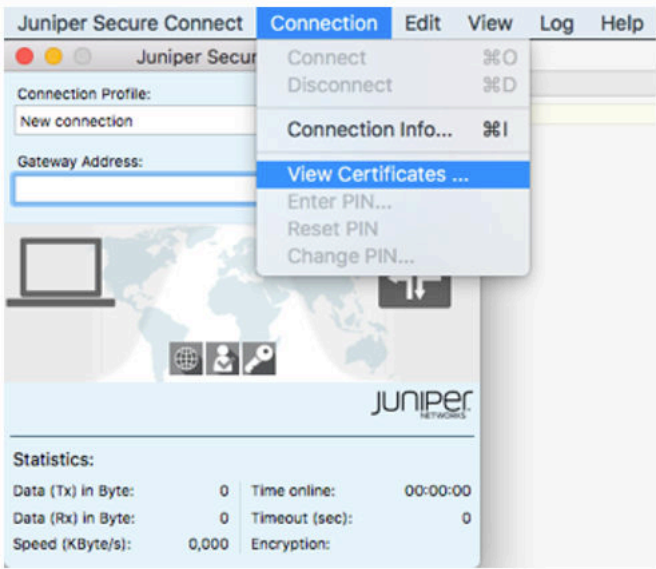 Juniper Secure Connect Connection Edit View Log Help
Juniper Secur
Connect ⌘O
Disconnect ⌘D
Connection Info... ⌘I
View Certificates ...
Enter PIN...
Reset PIN
Change PIN...
Connection Profile:
New connection
Gateway Address:
JUNIPER
NETWORKS
Statistics:
Data (Tx) in Byte: 0 Time online: 00:00:00
Data (Rx) in Byte: 0 Timeout (sec): 0
Speed (KByte/s): 0,000 Encryption: